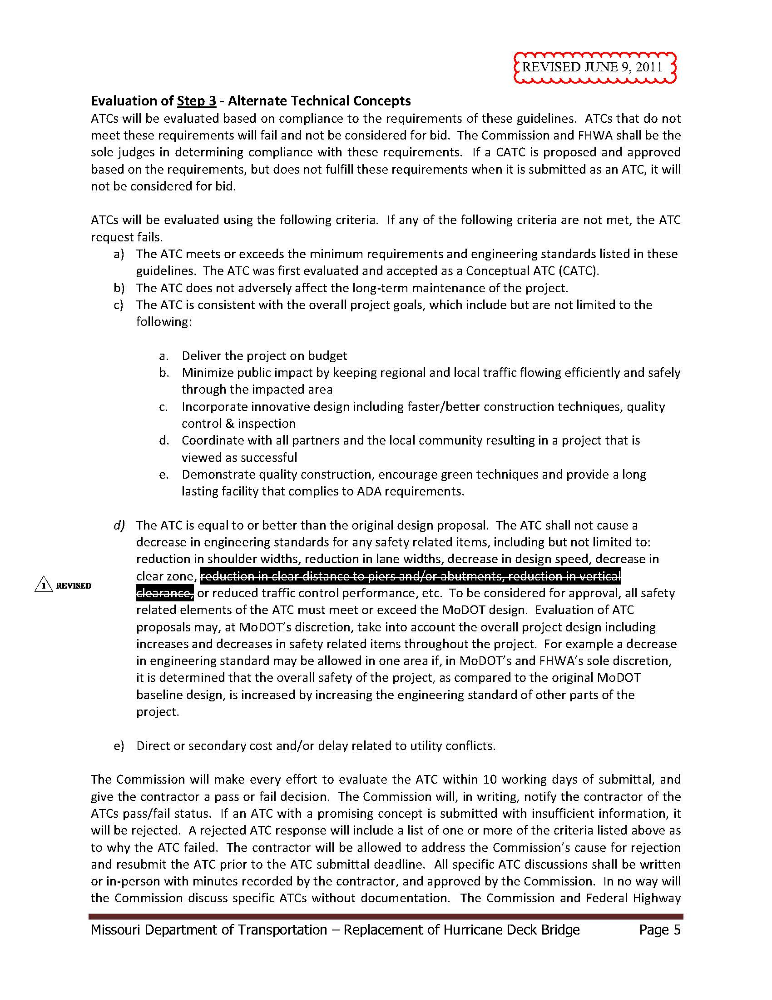 REVISED JUNE 9, 2011
Evaluation of Step 3 - Alternate Technical Concepts
ATCs will be evaluated based on compliance to the requirements of these guidelines.  ATCs that do not
meet these requirements will fail and not be considered for bid.  The Commission and FHWA shall be the
sole judges in determining compliance with these requirements.  If a CATC is proposed and approved
based on the requirements, but does not fulfill these requirements when it is submitted as an ATC, it will
not be considered for bid.
ATCs will be evaluated using the following criteria.  If any of the following criteria are not met, the ATC
request fails.
a) The ATC meets or exceeds the minimum requirements and engineering standards listed in these
guidelines.  The ATC was first evaluated and accepted as a Conceptual ATC (CATC).
b) The ATC does not adversely affect the long-term maintenance of the project.
c) The ATC is consistent with the overall project goals, which include but are not limited to the
following:
a. Deliver the project on budget
b. Minimize public impact by keeping regional and local traffic flowing efficiently and safely
through the impacted area
c. Incorporate innovative design including faster/better construction techniques, quality
control & inspection
d. Coordinate with all partners and the local community resulting in a project that is
viewed as successful
e. Demonstrate quality construction, encourage green techniques and provide a long
lasting facility that complies to ADA requirements.
d) The ATC is equal to or better than the original design proposal.  The ATC shall not cause a
decrease in engineering standards for any safety related items, including but not limited to:
reduction in shoulder widths, reduction in lane widths, decrease in design speed, decrease in
clear zone, reduction in clear distance to piers and/or abutments, reduction in vertical
1 REVISED
clearance, or reduced traffic control performance, etc.  To be considered for approval, all safety
related elements of the ATC must meet or exceed the MoDOT design.  Evaluation of ATC
proposals may, at MoDOT’s discretion, take into account the overall project design including
increases and decreases in safety related items throughout the project.  For example a decrease
in engineering standard may be allowed in one area if, in MoDOT’s and FHWA’s sole discretion,
it is determined that the overall safety of the project, as compared to the original MoDOT
baseline design, is increased by increasing the engineering standard of other parts of the
project.
e) Direct or secondary cost and/or delay related to utility conflicts.
The Commission will make every effort to evaluate the ATC within 10 working days of submittal, and
give the contractor a pass or fail decision.  The Commission will, in writing, notify the contractor of the
ATCs pass/fail status.  If an ATC with a promising concept is submitted with insufficient information, it
will be rejected.  A rejected ATC response will include a list of one or more of the criteria listed above as
to why the ATC failed.  The contractor will be allowed to address the Commission’s cause for rejection
and resubmit the ATC prior to the ATC submittal deadline.  All specific ATC discussions shall be written
or in-person with minutes recorded by the contractor, and approved by the Commission.  In no way will
the Commission discuss specific ATCs without documentation.  The Commission and Federal Highway
Missouri Department of Transportation – Replacement of Hurricane Deck Bridge Page 5